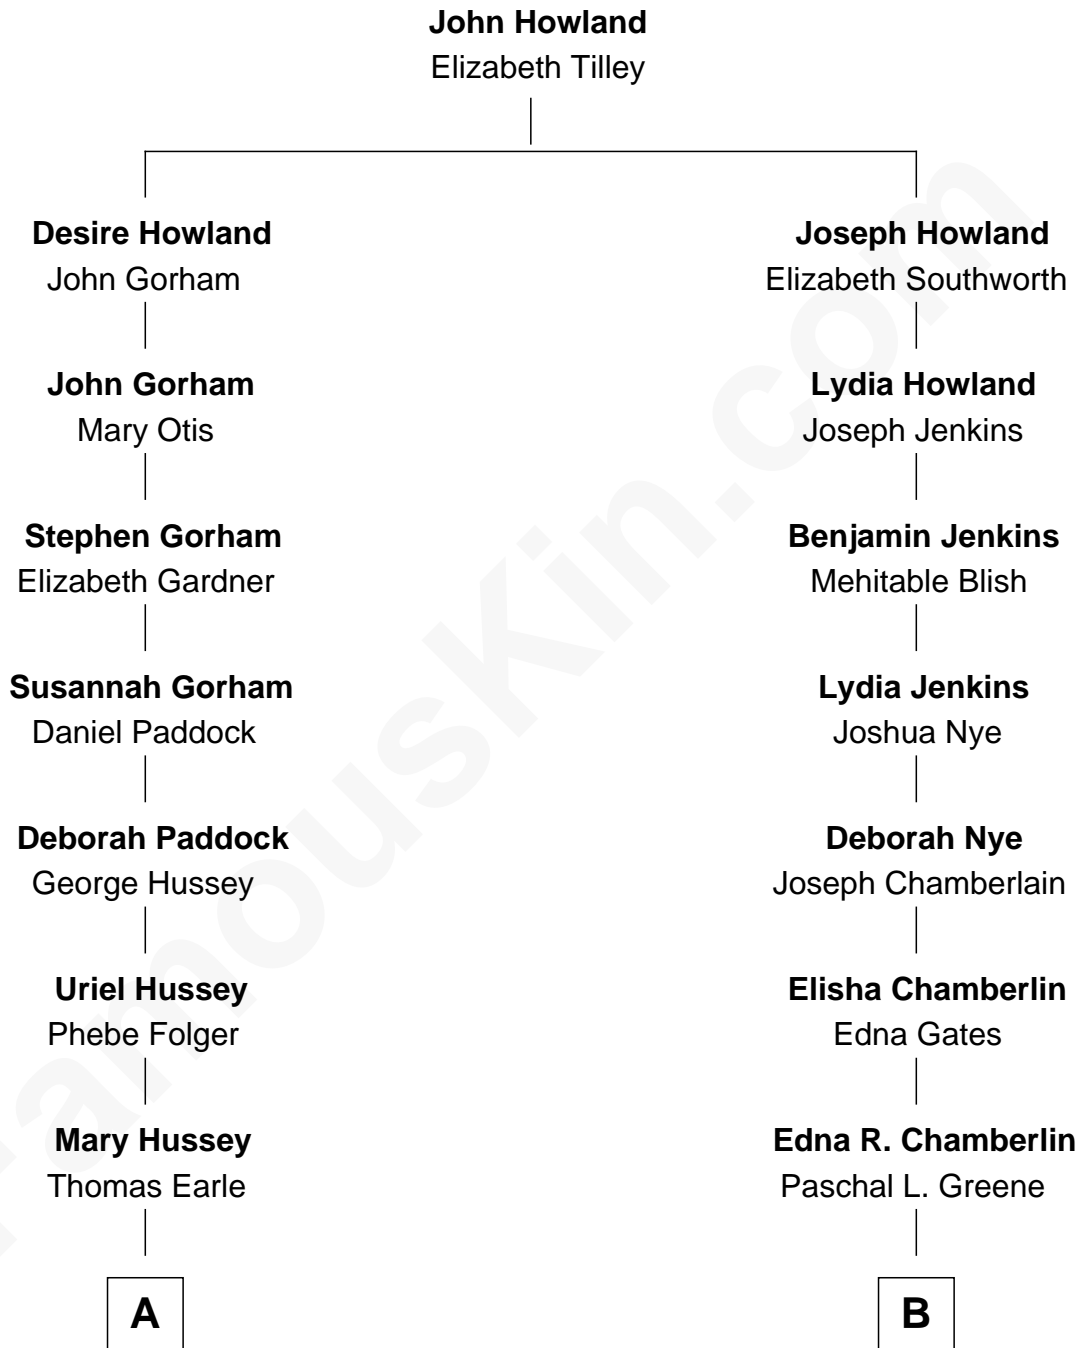 John Howland
Elizabeth Tilley
Desire Howland
John Gorham
Joseph Howland
Elizabeth Southworth
John Gorham
Mary Otis
Lydia Howland
Joseph Jenkins
Stephen Gorham
Elizabeth Gardner
Benjamin Jenkins
Mehitable Blish
Susannah Gorham
Daniel Paddock
Lydia Jenkins
Joshua Nye
Deborah Paddock
George Hussey
Deborah Nye
Joseph Chamberlain
Uriel Hussey
Phebe Folger
Elisha Chamberlin
Edna Gates
Mary Hussey
Thomas Earle
Edna R. Chamberlin
Paschal L. Greene
A
B
FamousKin.com